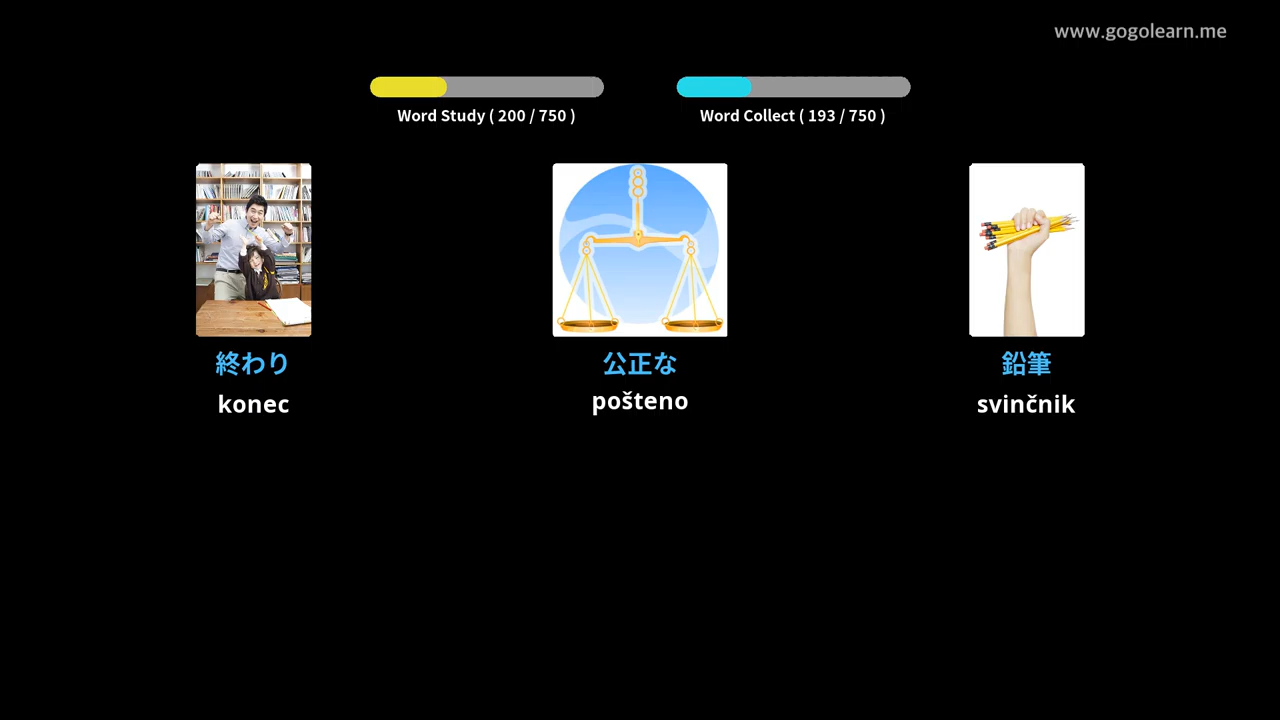 www.gogolearn.me
Word Study ( 200 / 750 )
Word Collect ( 193 / 750 )
終わり
konec
公正な
pošteno
鉛筆
svinčnik